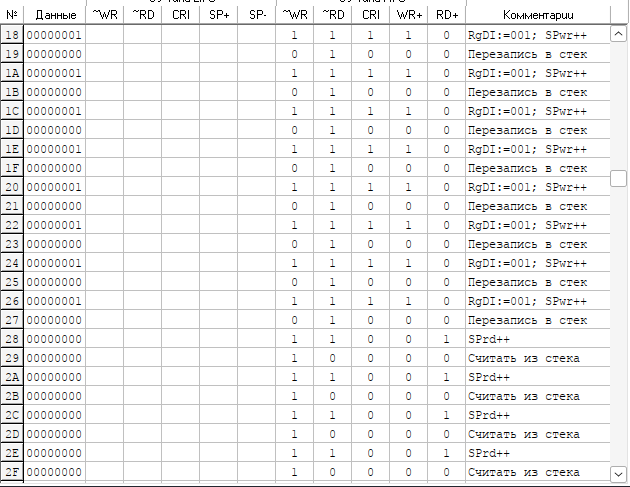 № Данные ~WR ~RD CRI SP+ SP- ~WR ~RD CRI WR+ RD+ Комментарии
18 00000001 1 1 1 1 0 RgDI:=001; SPwr++
19 00000000 0 1 0 0 0 Перезапись в стек
1A 00000001 1 1 1 1 0 RgDI:=001; SPwr++
1B 00000000 0 1 0 0 0 Перезапись в стек
1C 00000001 1 1 1 1 0 RgDI:=001; SPwr++
1D 00000000 0 1 0 0 0 Перезапись в стек
1E 00000001 1 1 1 1 0 RgDI:=001; SPwr++
1F 00000000 0 1 0 0 0 Перезапись в стек
20 00000001 1 1 1 1 0 RgDI:=001; SPwr++
21 00000000 0 1 0 0 0 Перезапись в стек
22 00000001 1 1 1 1 0 RgDI:=001; SPwr++
23 00000000 0 1 0 0 0 Перезапись в стек
24 00000001 1 1 1 1 0 RgDI:=001; SPwr++
25 00000000 0 1 0 0 0 Перезапись в стек
26 00000001 1 1 1 1 0 RgDI:=001; SPwr++
27 00000000 0 1 0 0 0 Перезапись в стек
28 00000000 1 1 0 0 1 SPrd++
29 00000000 1 0 0 0 0 Считать из стека
2A 00000000 1 1 0 0 1 SPrd++
2B 00000000 1 0 0 0 0 Считать из стека
2C 00000000 1 1 0 0 1 SPrd++
2D 00000000 1 0 0 0 0 Считать из стека
2E 00000000 1 1 0 0 1 SPrd++
2F 00000000 1 0 0 0 0 Считать из стека